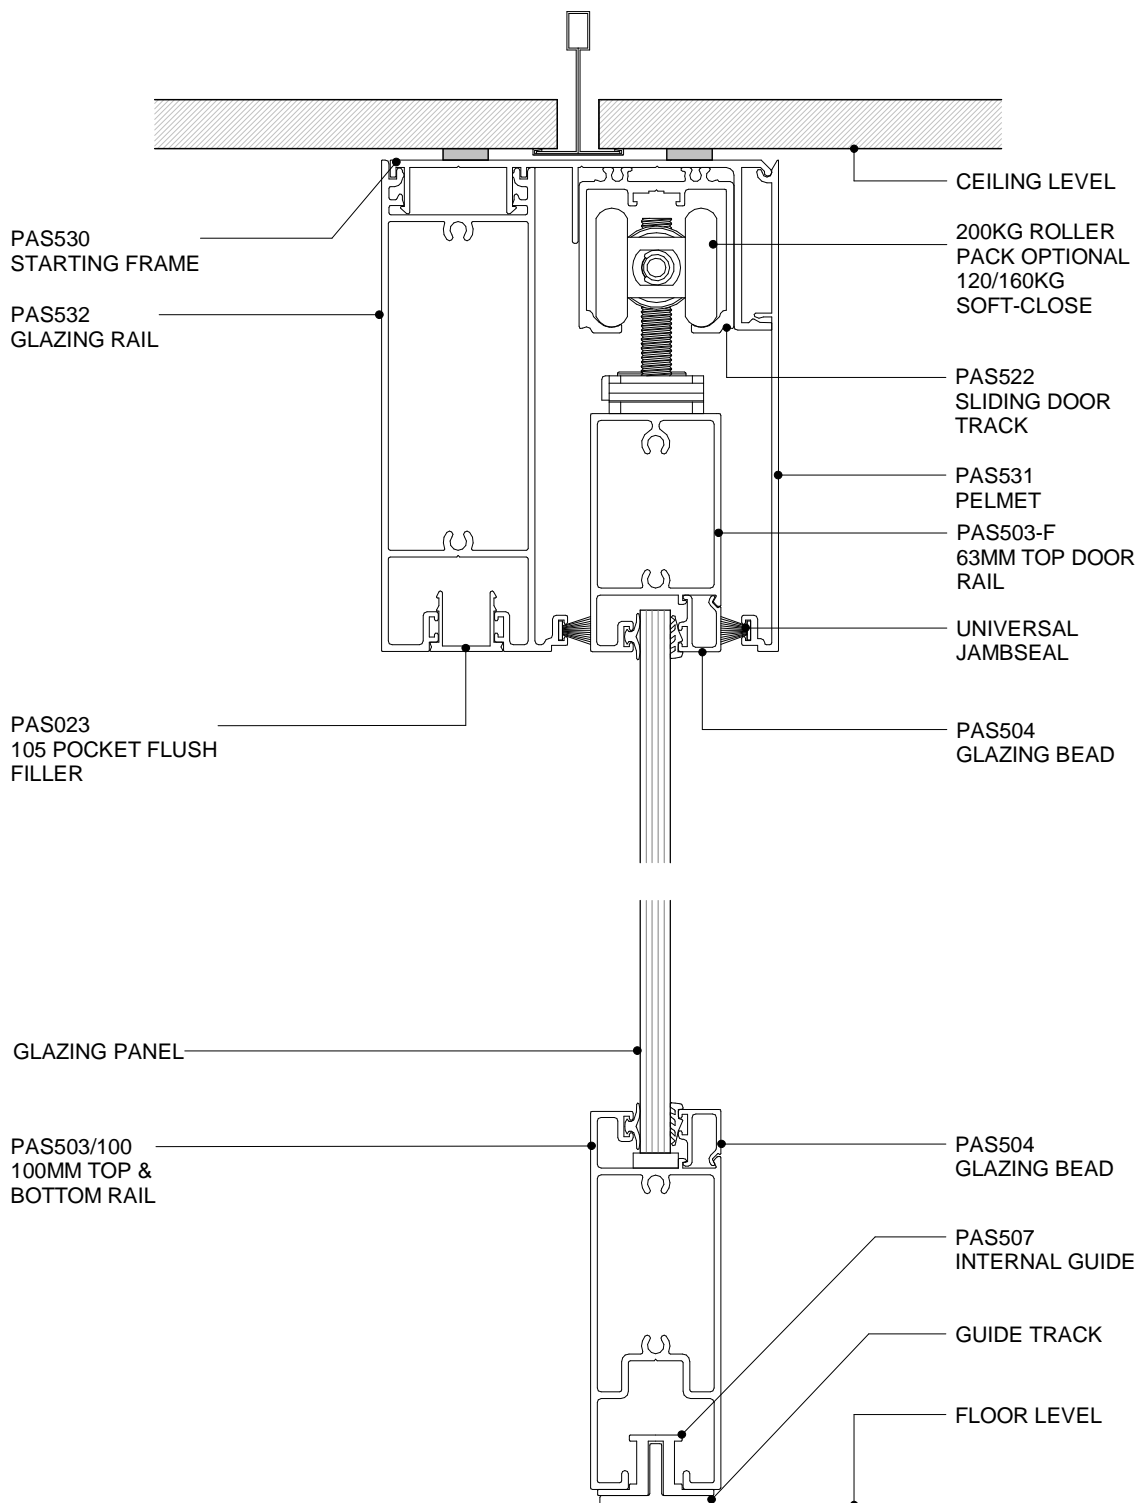 PAS530
STARTING FRAME
PAS532
GLAZING RAIL
PAS023
105 POCKET FLUSH
FILLER
GLAZING PANEL
PAS503/100
100MM TOP &
BOTTOM RAIL
CEILING LEVEL
200KG ROLLER
PACK OPTIONAL
120/160KG
SOFT-CLOSE
PAS522
SLIDING DOOR
TRACK
PAS531
PELMET
PAS503-F
63MM TOP DOOR
RAIL
UNIVERSAL
JAMBSEAL
PAS504
GLAZING BEAD
PAS504
GLAZING BEAD
PAS507
INTERNAL GUIDE
GUIDE TRACK
FLOOR LEVEL